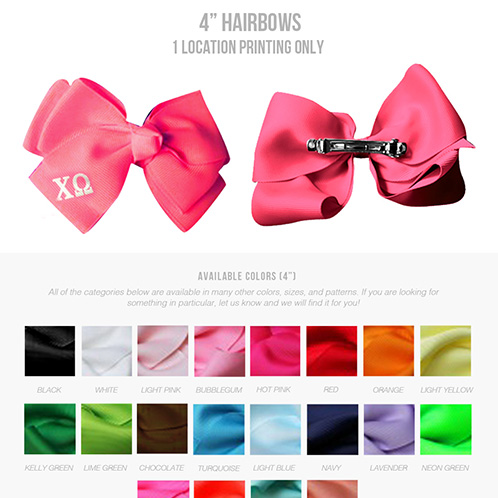 4” HAIRBOWS
1 LOCATION PRINTING ONLY
ΧΩ
AVAILABLE COLORS (4”)
All of the categories below are available in many other colors, sizes, and patterns. If you are looking for
something in particular, let us know and we will find it for you!
BLACK WHITE LIGHT PINK BUBBLEGUM HOT PINK RED ORANGE LIGHT YELLOW
KELLY GREEN LIME GREEN CHOCOLATE TURQUOISE LIGHT BLUE NAVY LAVENDER NEON GREEN